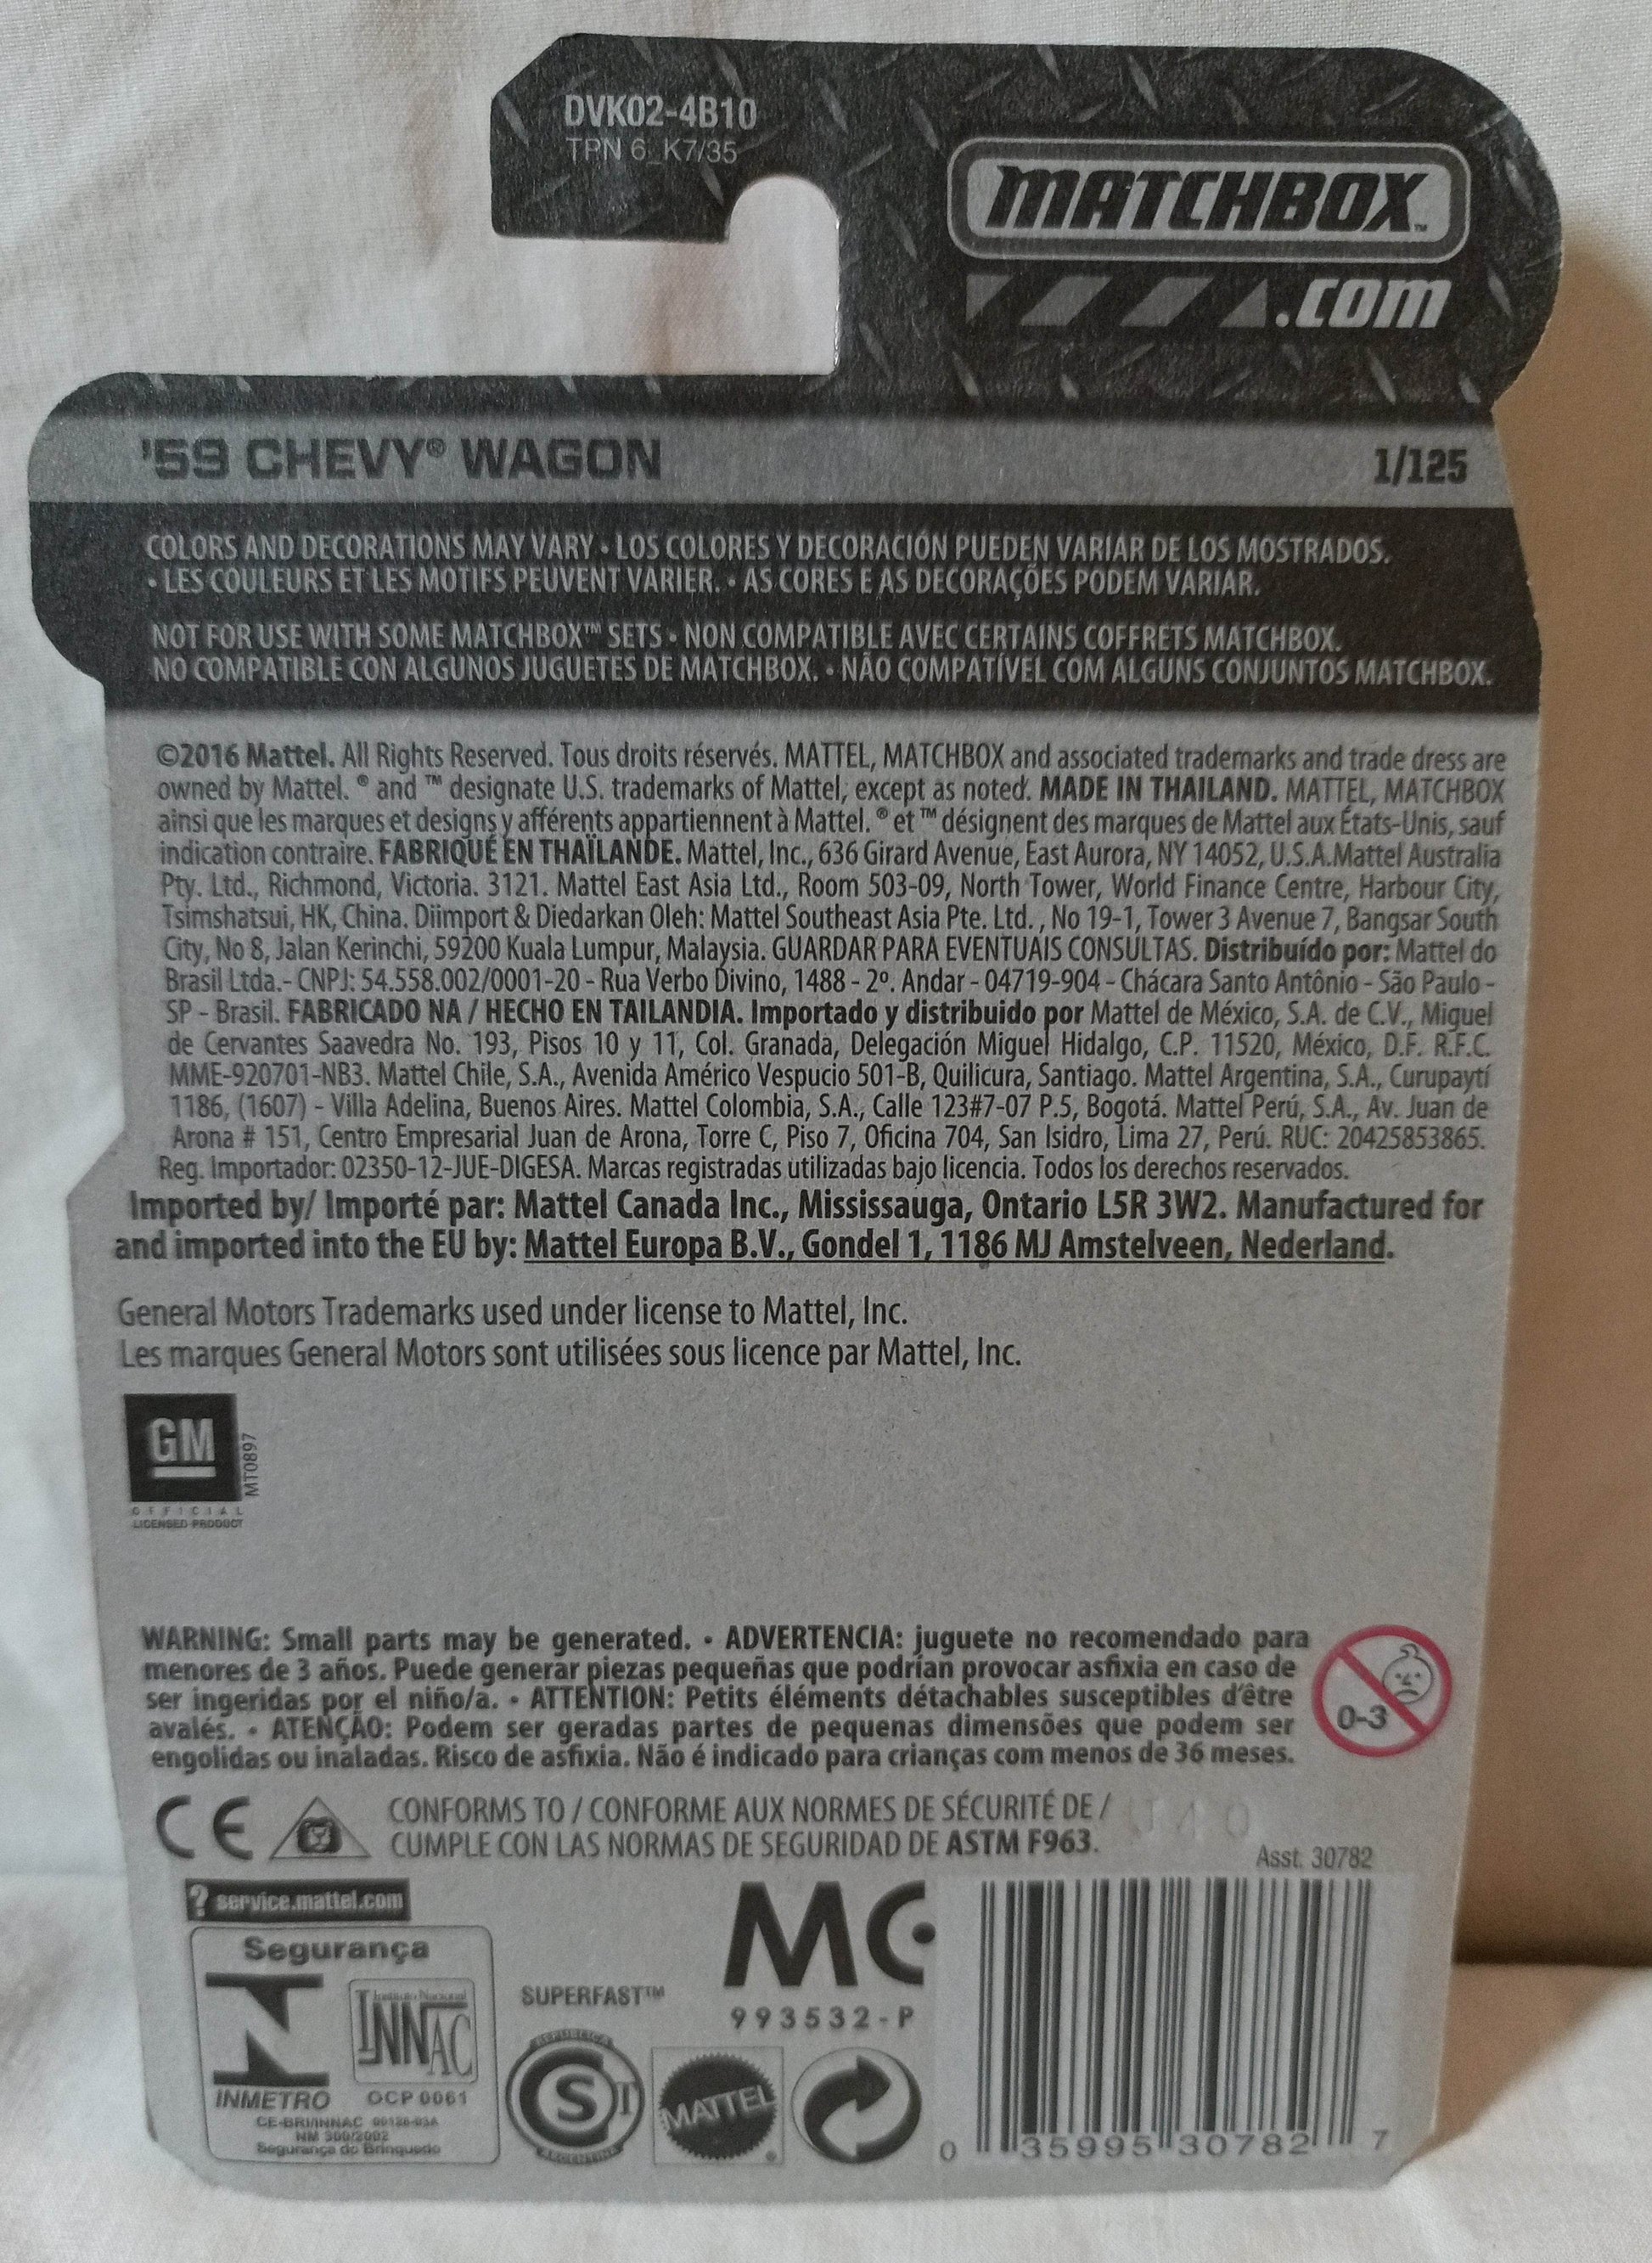 DVK02-4B10
TPN 6_K7/35
MATCHBOX™
.com
'59 CHEVY® WAGON
1/125
COLORS AND DECORATIONS MAY VARY • LOS COLORES Y DECORACIÓN PUEDEN VARIAR DE LOS MOSTRADOS.
• LES COULEURS ET LES MOTIFS PEUVENT VARIER. • AS CORES E AS DECORAÇÕES PODEM VARIAR.
NOT FOR USE WITH SOME MATCHBOX™ SETS • NON COMPATIBLE AVEC CERTAINS COFFRETS MATCHBOX.
NO COMPATIBLE CON ALGUNOS JUGUETES DE MATCHBOX. • NÃO COMPATÍVEL COM ALGUNS CONJUNTOS MATCHBOX.
©2016 Mattel. All Rights Reserved. Tous droits réservés. MATTEL, MATCHBOX and associated trademarks and trade dress are
owned by Mattel. ® and ™ designate U.S. trademarks of Mattel, except as noted. MADE IN THAILAND. MATTEL, MATCHBOX
ainsi que les marques et designs y afférents appartiennent à Mattel. ® et ™ désignent des marques de Mattel aux États-Unis, sauf
indication contraire. FABRIQUÉ EN THAÏLANDE. Mattel, Inc., 636 Girard Avenue, East Aurora, NY 14052, U.S.A.Mattel Australia
Pty. Ltd., Richmond, Victoria. 3121. Mattel East Asia Ltd., Room 503-09, North Tower, World Finance Centre, Harbour City,
Tsimshatsui, HK, China. Diimport & Diedarkan Oleh: Mattel Southeast Asia Pte. Ltd. , No 19-1, Tower 3 Avenue 7, Bangsar South
City, No 8, Jalan Kerinchi, 59200 Kuala Lumpur, Malaysia. GUARDAR PARA EVENTUAIS CONSULTAS. Distribuído por: Mattel do
Brasil Ltda.- CNPJ: 54.558.002/0001-20 - Rua Verbo Divino, 1488 - 2º. Andar - 04719-904 - Chácara Santo Antônio - São Paulo -
SP - Brasil. FABRICADO NA / HECHO EN TAILANDIA. Importado y distribuido por Mattel de México, S.A. de C.V., Miguel
de Cervantes Saavedra No. 193, Pisos 10 y 11, Col. Granada, Delegación Miguel Hidalgo, C.P. 11520, México, D.F. R.F.C.
MME-920701-NB3. Mattel Chile, S.A., Avenida Américo Vespucio 501-B, Quilicura, Santiago. Mattel Argentina, S.A., Curupaytí
1186, (1607) - Villa Adelina, Buenos Aires. Mattel Colombia, S.A., Calle 123#7-07 P.5, Bogotá. Mattel Perú, S.A., Av. Juan de
Arona # 151, Centro Empresarial Juan de Arona, Torre C, Piso 7, Oficina 704, San Isidro, Lima 27, Perú. RUC: 20425853865.
Reg. Importador: 02350-12-JUE-DIGESA. Marcas registradas utilizadas bajo licencia. Todos los derechos reservados.
Imported by/ Importé par: Mattel Canada Inc., Mississauga, Ontario L5R 3W2. Manufactured for
and imported into the EU by: Mattel Europa B.V., Gondel 1, 1186 MJ Amstelveen, Nederland.
General Motors Trademarks used under license to Mattel, Inc.
Les marques General Motors sont utilisées sous licence par Mattel, Inc.
GM
MT0897
OFFICIAL
LICENSED PRODUCT
WARNING: Small parts may be generated. • ADVERTENCIA: juguete no recomendado para
menores de 3 años. Puede generar piezas pequeñas que podrían provocar asfixia en caso de
ser ingeridas por el niño/a. • ATTENTION: Petits éléments détachables susceptibles d'être
avalés. • ATENÇÃO: Podem ser geradas partes de pequenas dimensões que podem ser
engolidas ou inaladas. Risco de asfixia. Não é indicado para crianças com menos de 36 meses.
0-3
CE
CONFORMS TO / CONFORME AUX NORMES DE SÉCURITÉ DE /
CUMPLE CON LAS NORMAS DE SEGURIDAD DE ASTM F963.
Asst. 30782
? service.mattel.com
Segurança
Instituto Nacional
INNAC
INMETRO
OCP 0061
CE-BRI/INNAC 00128-03A
NM 300/2002
Segurança do Brinquedo
SUPERFAST™
MC
993532-P
S
MATTEL
0 35995 30782 7